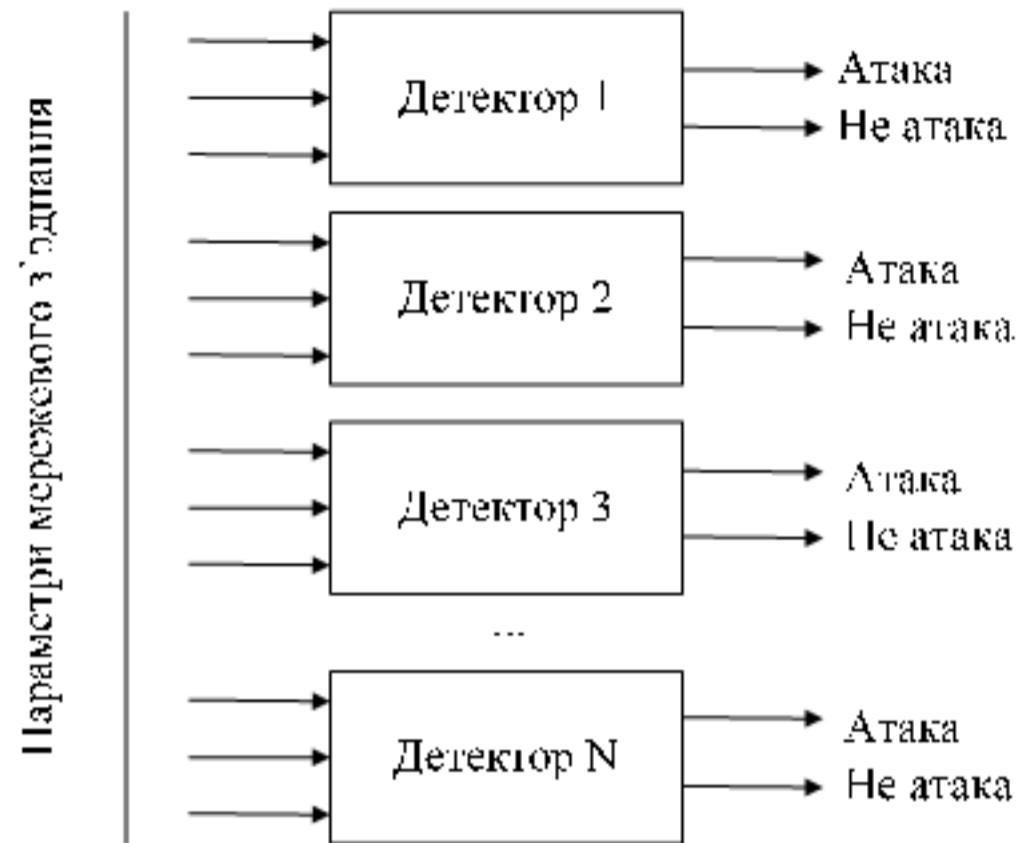 Параметри мережевого з`єднання
Детектор 1
Атака
Не атака
Детектор 2
Атака
Не атака
Детектор 3
Атака
Не атака
...
Детектор N
Атака
Не атака